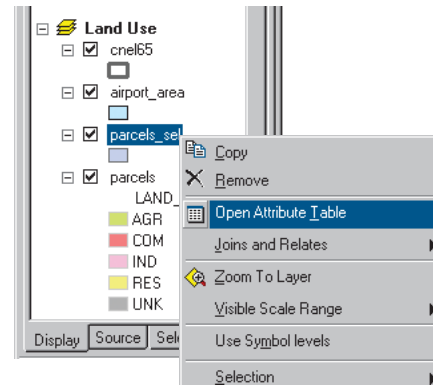 Land Use
cnel65
airport_area
parcels_sel
parcels
LAND_
AGR
COM
IND
RES
UNK
Display Source Sel
Copy
Remove
Open Attribute Table
Joins and Relates
Zoom To Layer
Visible Scale Range
Use Symbol levels
Selection